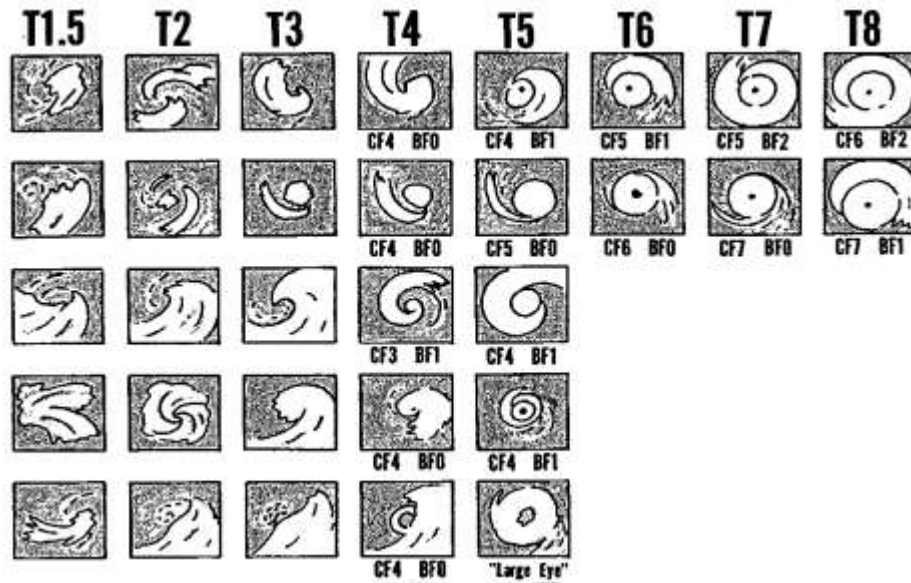 T1.5 T2 T3 T4 T5 T6 T7 T8
CF4 BF0 CF4 BF1 CF5 BF1 CF5 BF2 CF6 BF2
CF4 BF0 CF5 BF0 CF6 BF0 CF7 BF0 CF7 BF1
CF3 BF1 CF4 BF1
CF4 BF0 CF4 BF1
CF4 BF0 "Large Eye"